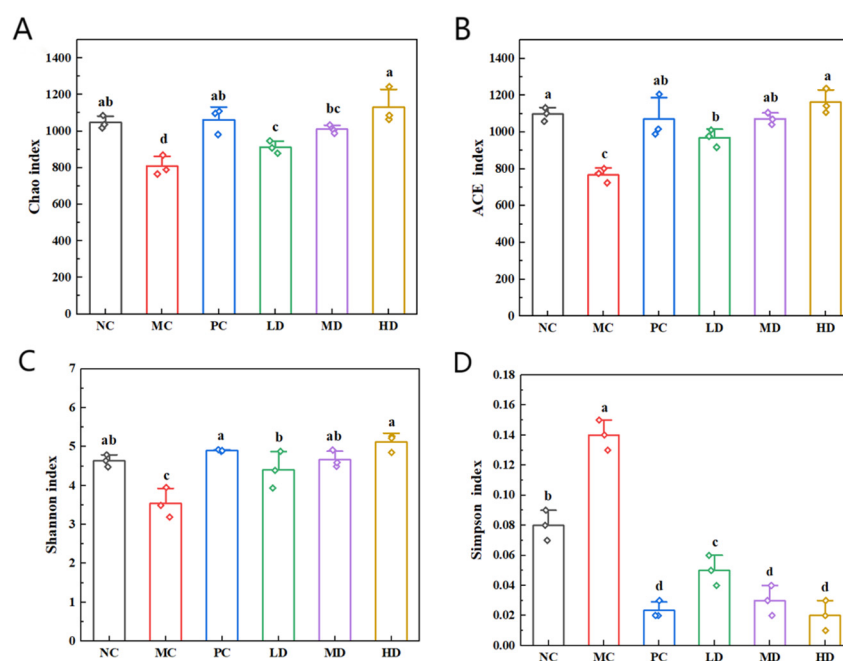 A
Chao index
1400
1200
1000
800
600
400
200
0
ab
d
ab
c
bc
a
NC MC PC LD MD HD
B
ACE index
1400
1200
1000
800
600
400
200
0
a
c
ab
b
ab
a
NC MC PC LD MD HD
C
Shannon index
7
6
5
4
3
2
1
0
ab
c
a
b
ab
a
NC MC PC LD MD HD
D
Simpson index
0.18
0.16
0.14
0.12
0.10
0.08
0.06
0.04
0.02
0.00
b
a
d
c
d
d
NC MC PC LD MD HD